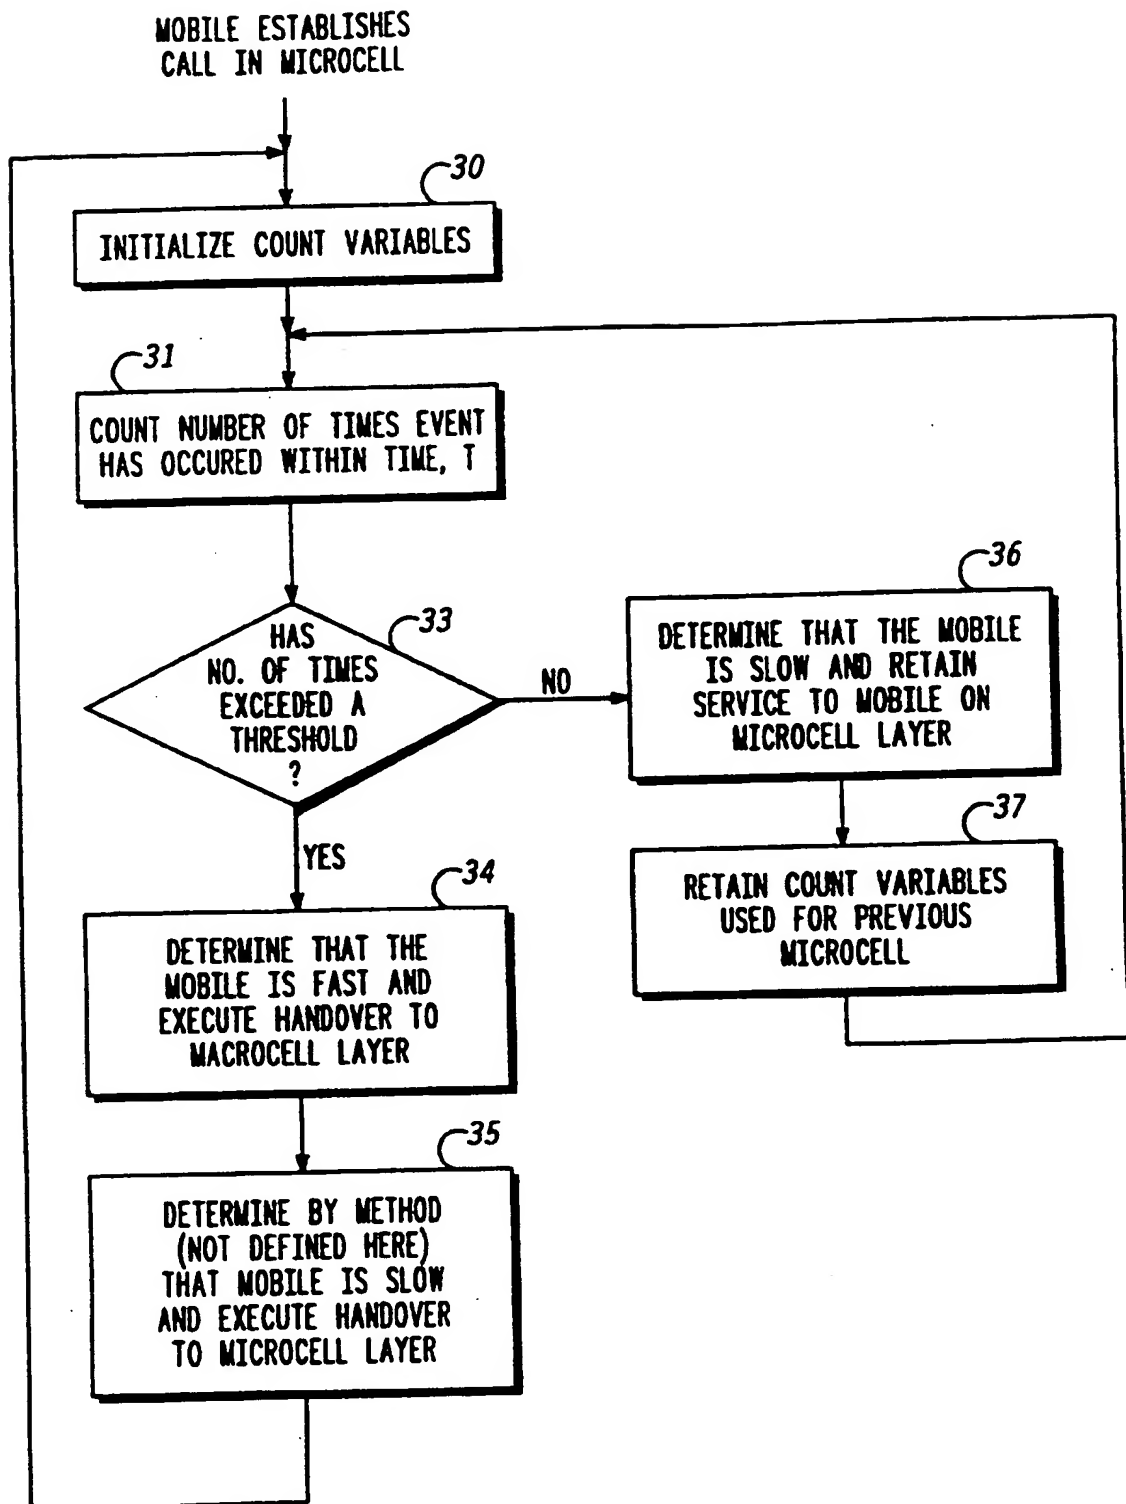 MOBILE ESTABLISHES
CALL IN MICROCELL
30
INITIALIZE COUNT VARIABLES
31
COUNT NUMBER OF TIMES EVENT
HAS OCCURED WITHIN TIME, T
33
HAS
NO. OF TIMES
EXCEEDED A
THRESHOLD
?
NO
36
DETERMINE THAT THE MOBILE
IS SLOW AND RETAIN
SERVICE TO MOBILE ON
MICROCELL LAYER
37
RETAIN COUNT VARIABLES
USED FOR PREVIOUS
MICROCELL
YES
34
DETERMINE THAT THE
MOBILE IS FAST AND
EXECUTE HANDOVER TO
MACROCELL LAYER
35
DETERMINE BY METHOD
(NOT DEFINED HERE)
THAT MOBILE IS SLOW
AND EXECUTE HANDOVER
TO MICROCELL LAYER